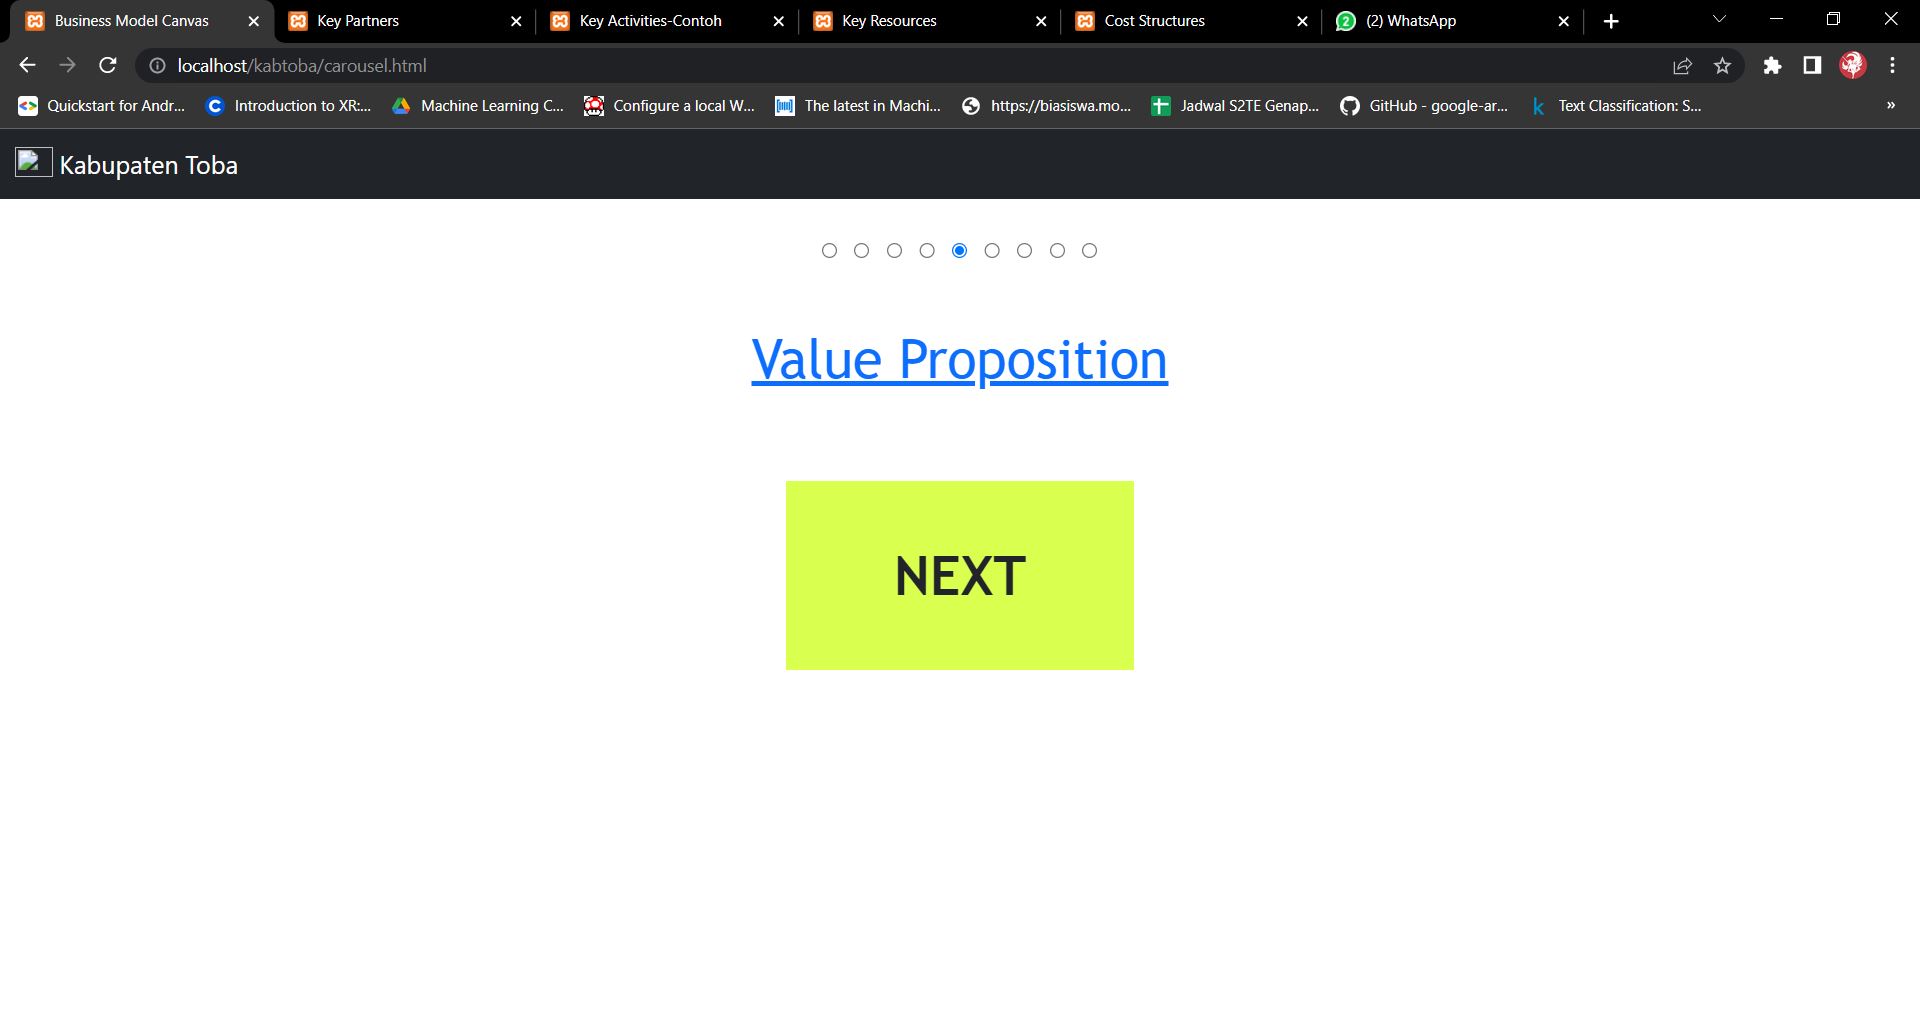 Business Model Canvas
Key Partners
Key Activities-Contoh
Key Resources
Cost Structures
2
(2) WhatsApp
localhost/kabtoba/carousel.html
Quickstart for Andr...
C
Introduction to XR:...
Machine Learning C...
Configure a local W...
The latest in Machi...
https://biasiswa.mo...
Jadwal S2TE Genap...
GitHub - google-ar...
k
Text Classification: S...
»
Kabupaten Toba
Value Proposition
NEXT